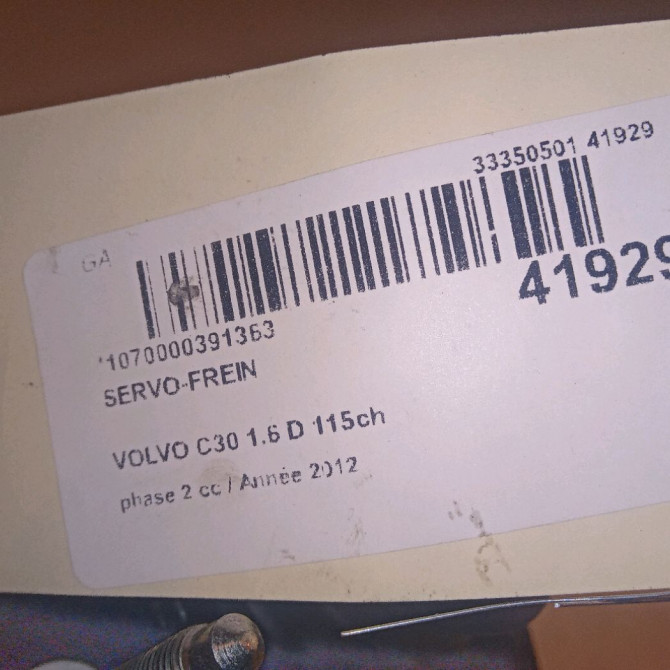 GA
33350501 41929
41929
*1070000391363
SERVO-FREIN
VOLVO C30 1.6 D 115ch
phase 2 cc / Année 2012